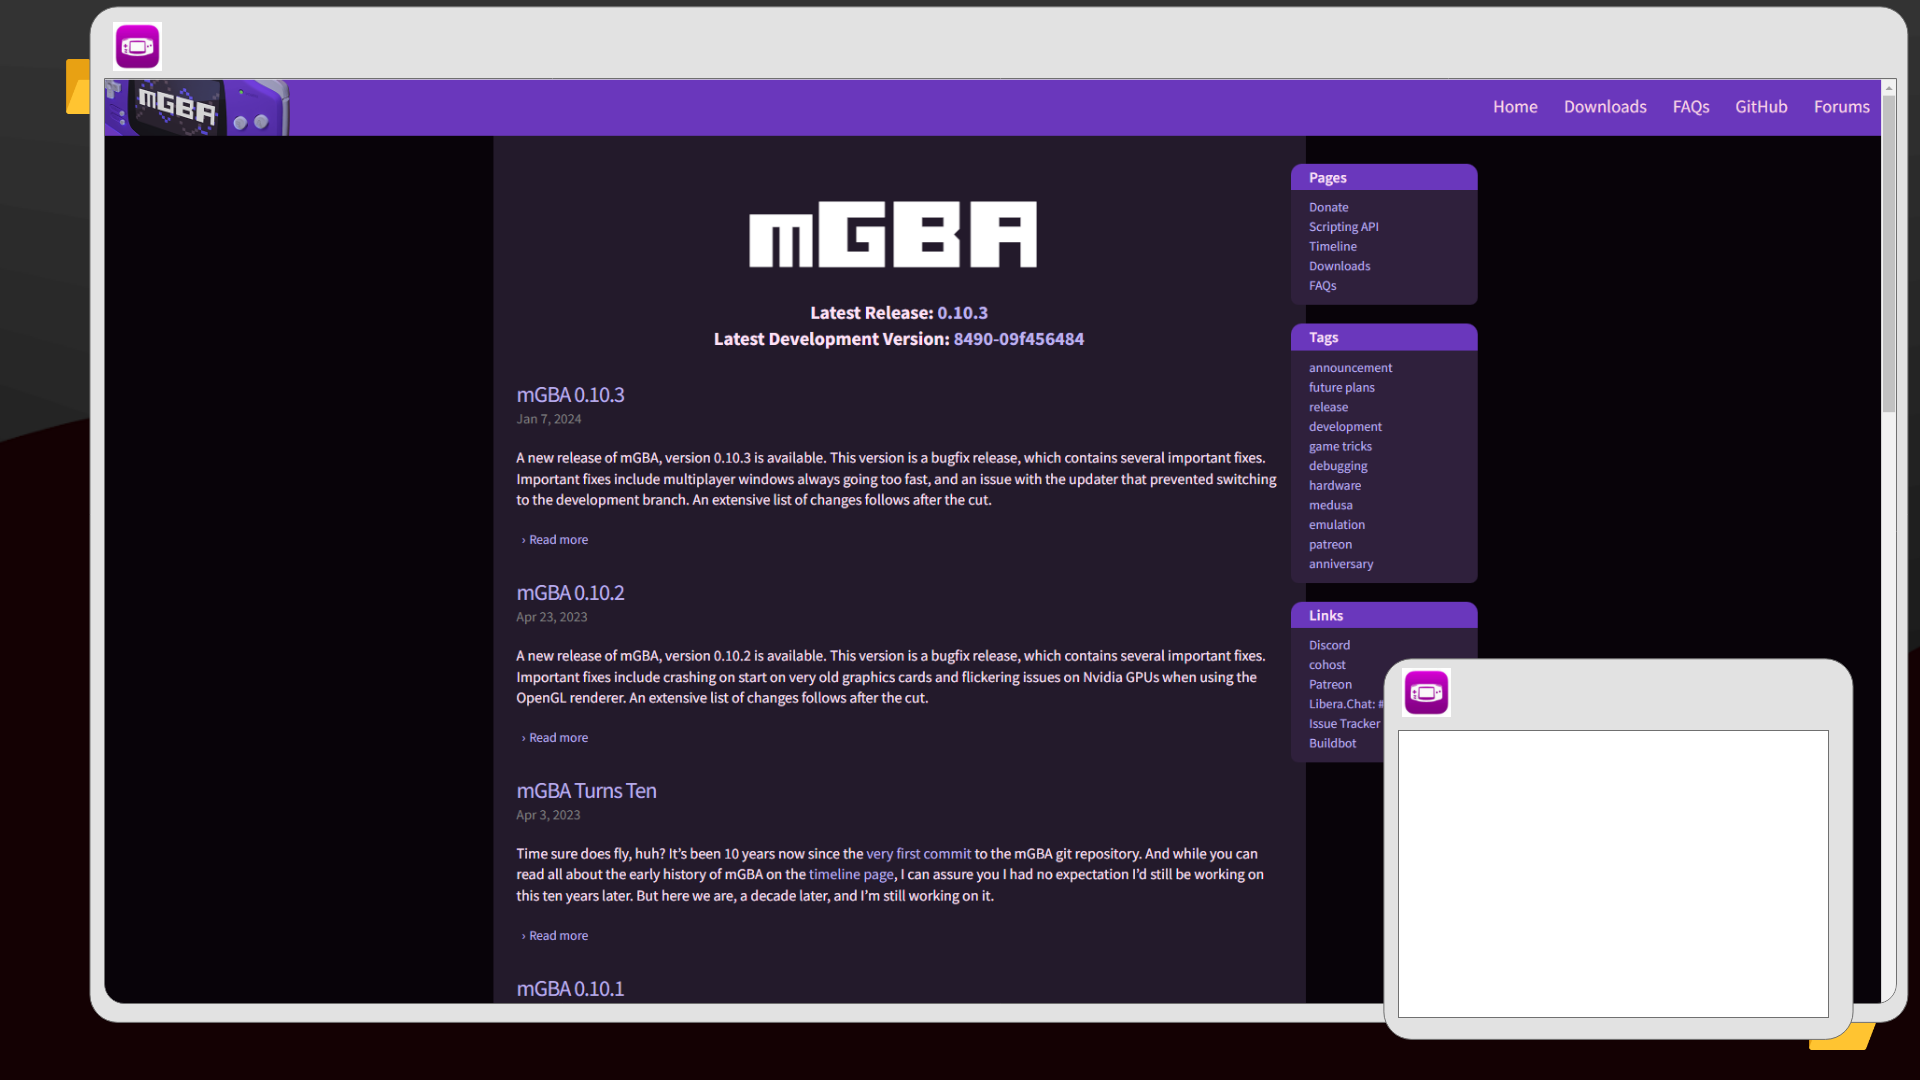 mGBA
Home Downloads FAQs GitHub Forums
mGBA
Latest Release: 0.10.3
Latest Development Version: 8490-09f456484
mGBA 0.10.3
Jan 7, 2024
A new release of mGBA, version 0.10.3 is available. This version is a bugfix release, which contains several important fixes.
Important fixes include multiplayer windows always going too fast, and an issue with the updater that prevented switching
to the development branch. An extensive list of changes follows after the cut.
› Read more
mGBA 0.10.2
Apr 23, 2023
A new release of mGBA, version 0.10.2 is available. This version is a bugfix release, which contains several important fixes.
Important fixes include crashing on start on very old graphics cards and flickering issues on Nvidia GPUs when using the
OpenGL renderer. An extensive list of changes follows after the cut.
› Read more
mGBA Turns Ten
Apr 3, 2023
Time sure does fly, huh? It’s been 10 years now since the very first commit to the mGBA git repository. And while you can
read all about the early history of mGBA on the timeline page, I can assure you I had no expectation I’d still be working on
this ten years later. But here we are, a decade later, and I’m still working on it.
› Read more
mGBA 0.10.1
Pages
Donate
Scripting API
Timeline
Downloads
FAQs
Tags
announcement
future plans
release
development
game tricks
debugging
hardware
medusa
emulation
patreon
anniversary
Links
Discord
cohost
Patreon
Libera.Chat: #
Issue Tracker
Buildbot